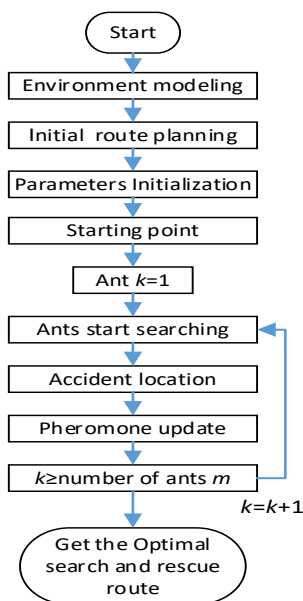 Start
Environment modeling
Initial route planning
Parameters Initialization
Starting point
Ant k=1
Ants start searching
Accident location
Pheromone update
k≥number of ants m
k=k+1
Get the Optimal
search and rescue
route